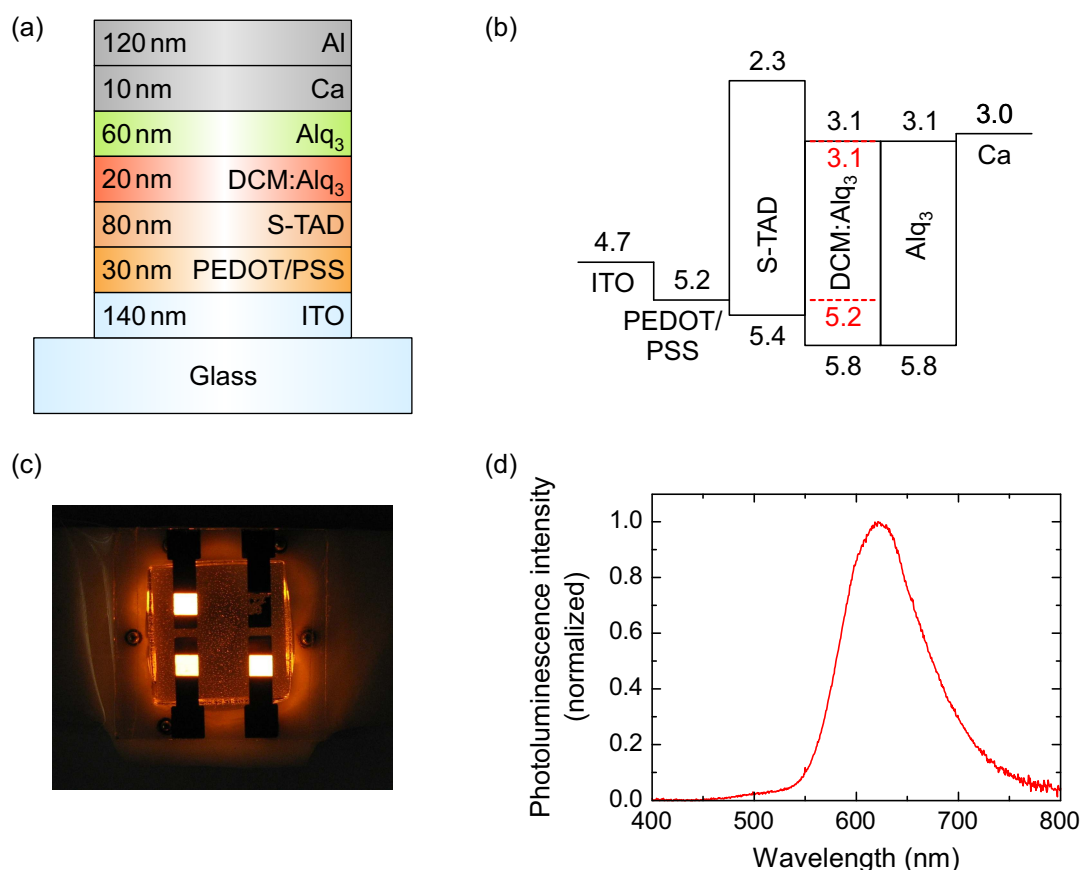 (a)
120 nm Al
10 nm Ca
60 nm Alq3
20 nm DCM:Alq3
80 nm S-TAD
30 nm PEDOT/PSS
140 nm ITO
Glass
(b)
2.3
3.1 3.1 3.0
3.1
Ca
S-TAD
DCM:Alq3
Alq3
4.7
ITO
5.2
PEDOT/
PSS
5.4
5.2
5.8 5.8
(c)
(d)
Photoluminescence intensity
(normalized)
1.0
0.8
0.6
0.4
0.2
0.0
400 500 600 700 800
Wavelength (nm)